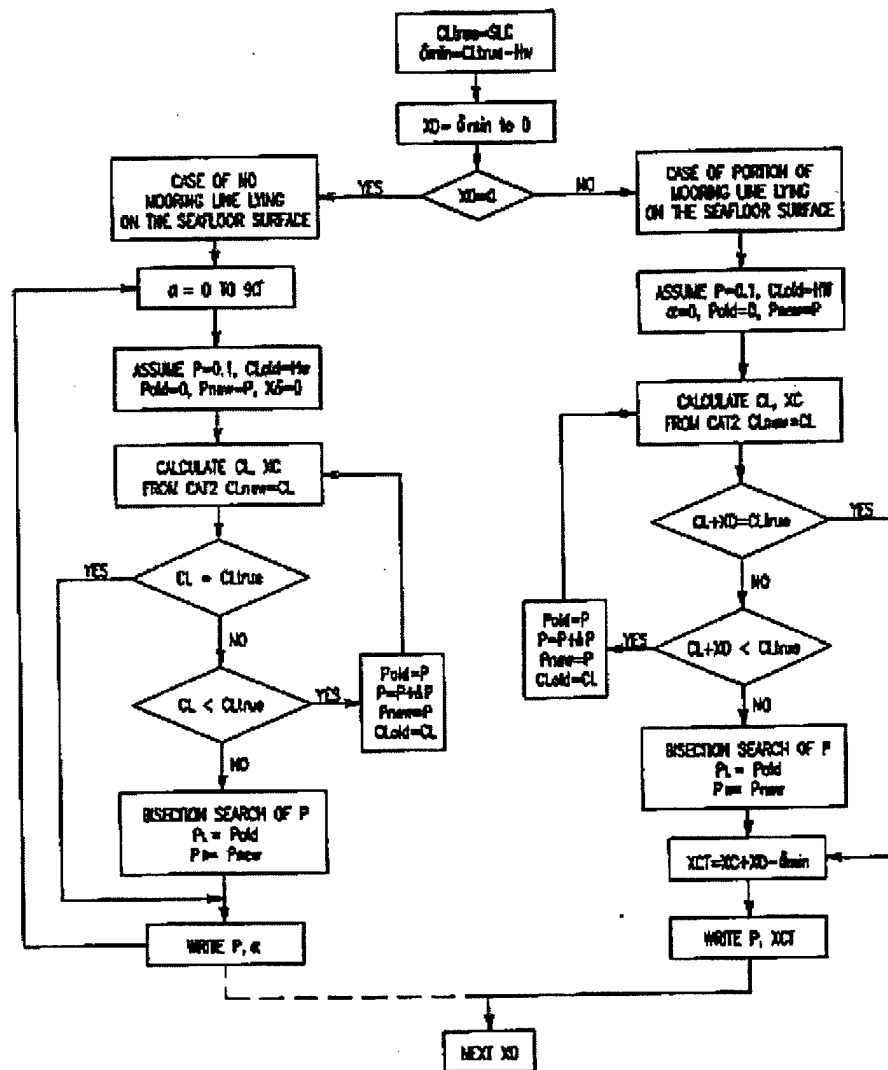 CLtrue=SLC
δmin=CLtrue-Hw
XD= δmin to 0
XD=0
YES
NO
CASE OF NO
MOORING LINE LYING
ON THE SEAFLOOR SURFACE
α = 0 TO 90°
ASSUME P=0.1, CLold=Hw
Pold=0, Pnew=P, Xδ=0
CALCULATE CL, XC
FROM CAT2 CLnew=CL
CL = CLtrue
YES
NO
CL < CLtrue
YES
NO
Pold=P
P=P+ΔP
Pnew=P
CLold=CL
BISECTION SEARCH OF P
PL = Pold
PR= Pnew
WRITE P, α
CASE OF PORTION OF
MOORING LINE LYING
ON THE SEAFLOOR SURFACE
ASSUME P=0.1, CLold=HW
α=0, Pold=0, Pnew=P
CALCULATE CL, XC
FROM CAT2 CLnew=CL
CL+XD=CLtrue
YES
NO
CL+XD < CLtrue
YES
NO
Pold=P
P=P+ΔP
Pnew=P
CLold=CL
BISECTION SEARCH OF P
PL = Pold
PR= Pnew
XCT=XC+XD-δmin
WRITE P, XCT
NEXT XD